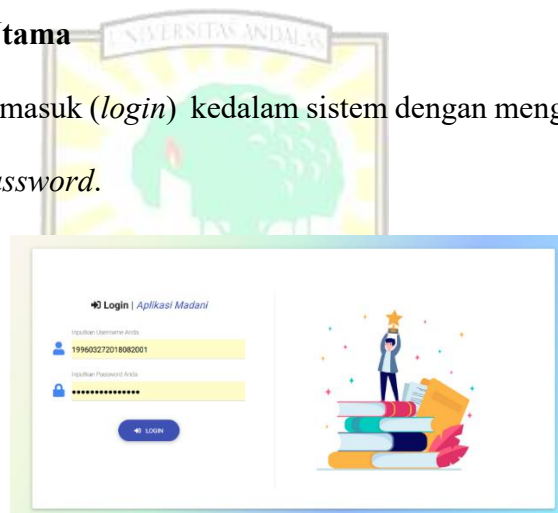 tama
UNIVERSITAS ANDALAS
masuk (login) kedalam sistem dengan meng
assword.
Login | Aplikasi Madani
Inputkan Username Anda
199603272018082001
Inputkan Password Anda
•••••••••••••••
LOGIN